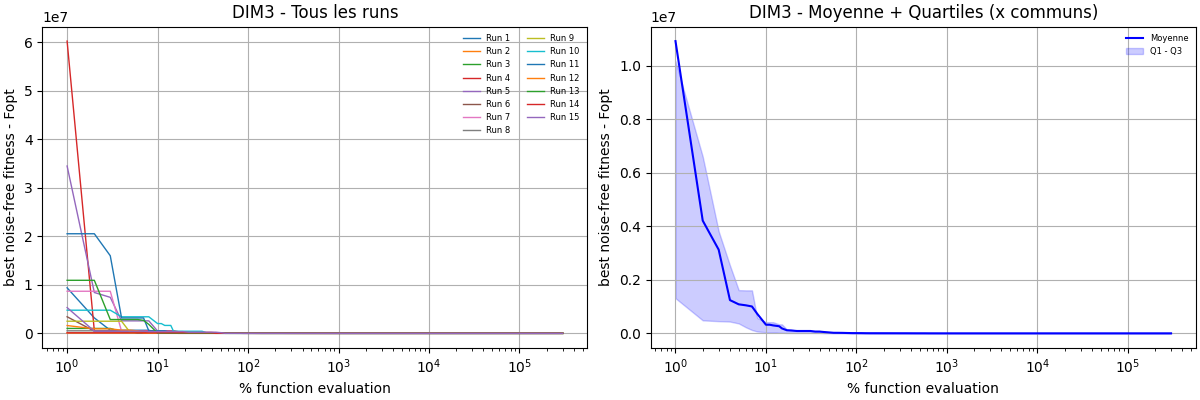 DIM3 - Tous les runs
1e7
6
5
4
3
2
1
0
best noise-free fitness - Fopt
10^0 10^1 10^2 10^3 10^4 10^5
% function evaluation
Run 1
Run 2
Run 3
Run 4
Run 5
Run 6
Run 7
Run 8
Run 9
Run 10
Run 11
Run 12
Run 13
Run 14
Run 15
DIM3 - Moyenne + Quartiles (x communs)
1e7
1.0
0.8
0.6
0.4
0.2
0.0
best noise-free fitness - Fopt
10^0 10^1 10^2 10^3 10^4 10^5
% function evaluation
Moyenne
Q1 - Q3